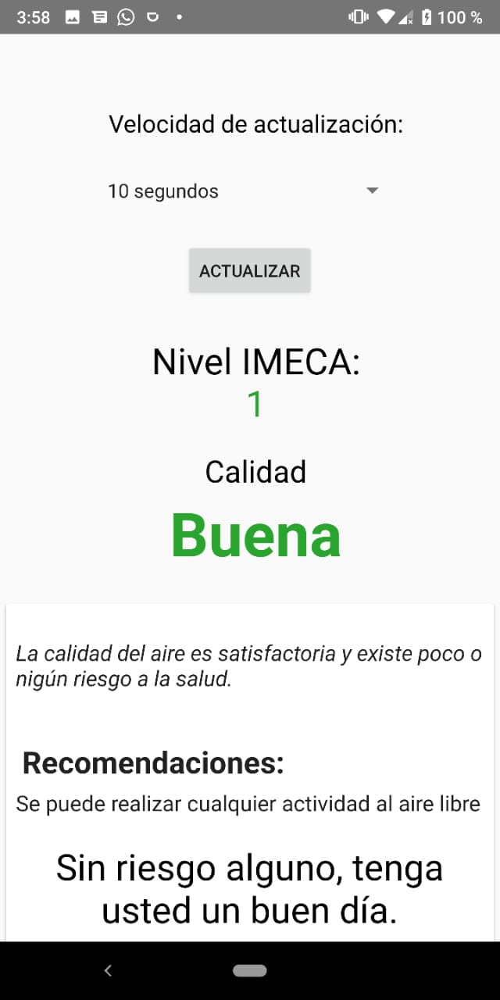 3:58
100 %
Velocidad de actualización:
10 segundos
ACTUALIZAR
Nivel IMECA:
1
Calidad
Buena
La calidad del aire es satisfactoria y existe poco o
nigún riesgo a la salud.
Recomendaciones:
Se puede realizar cualquier actividad al aire libre
Sin riesgo alguno, tenga
usted un buen día.